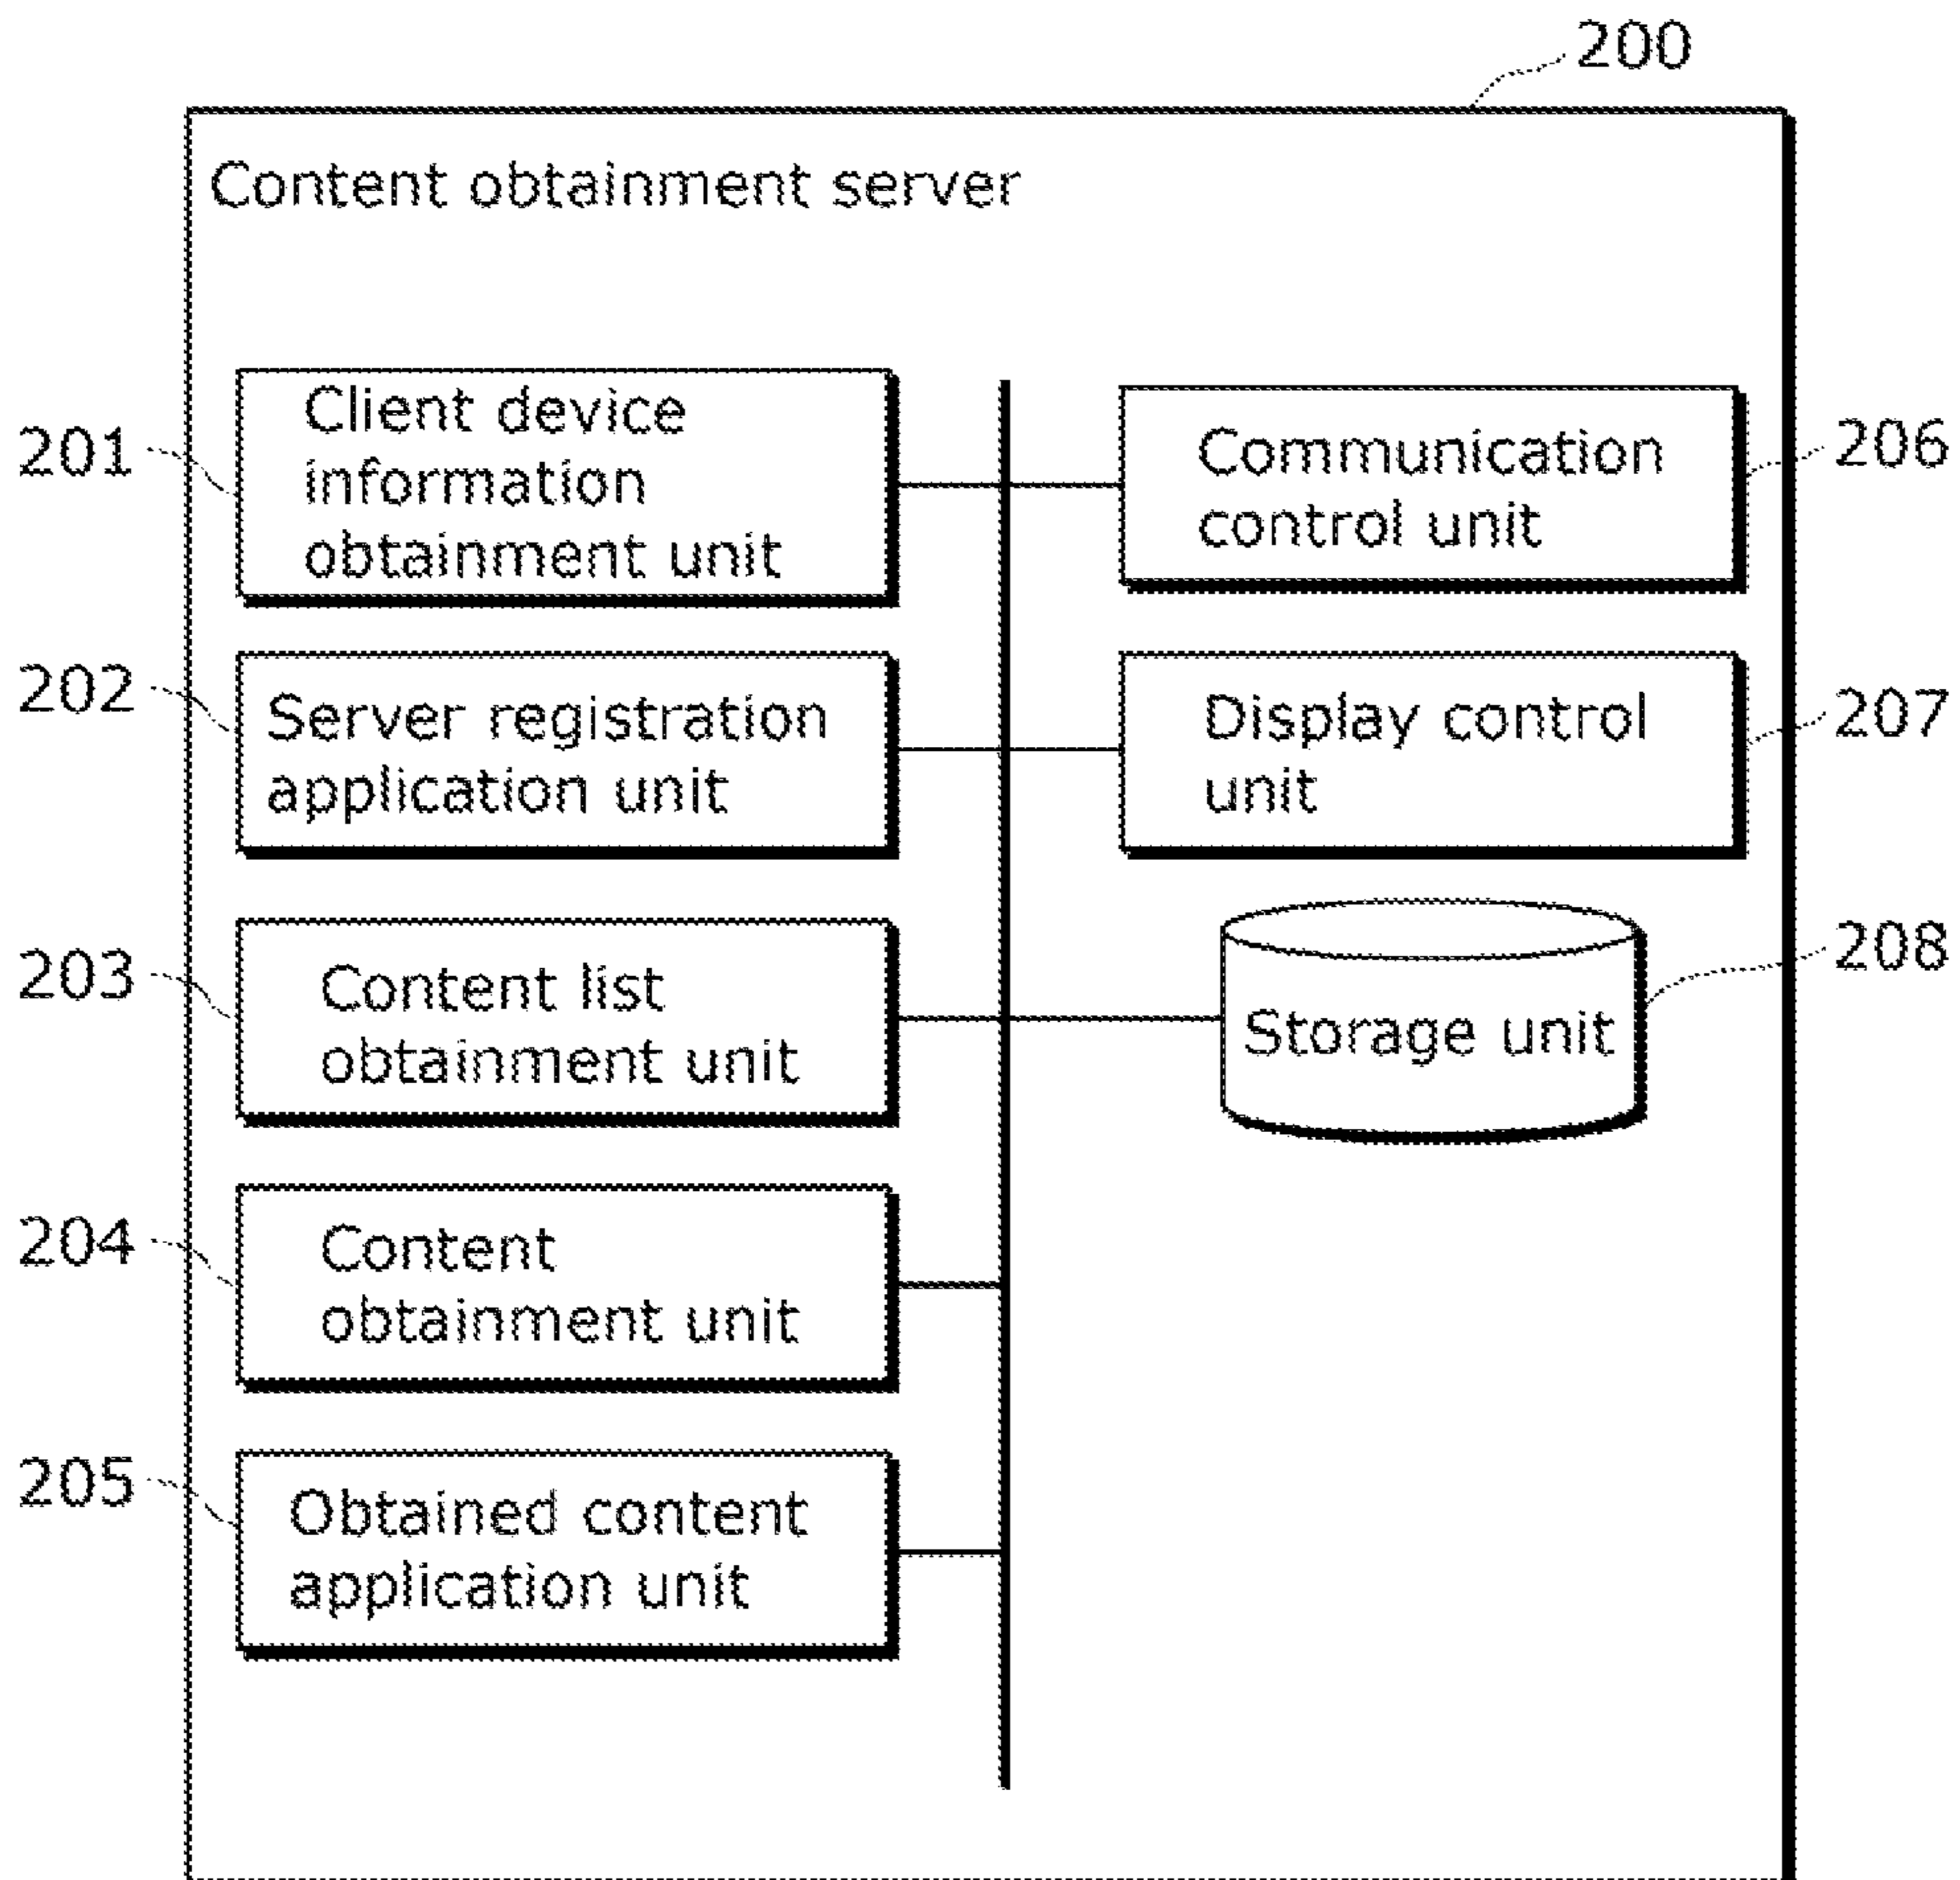 200
Content obtainment server
201
Client device
information
obtainment unit
206
Communication
control unit
202
Server registration
application unit
207
Display control
unit
203
Content list
obtainment unit
208
Storage unit
204
Content
obtainment unit
205
Obtained content
application unit